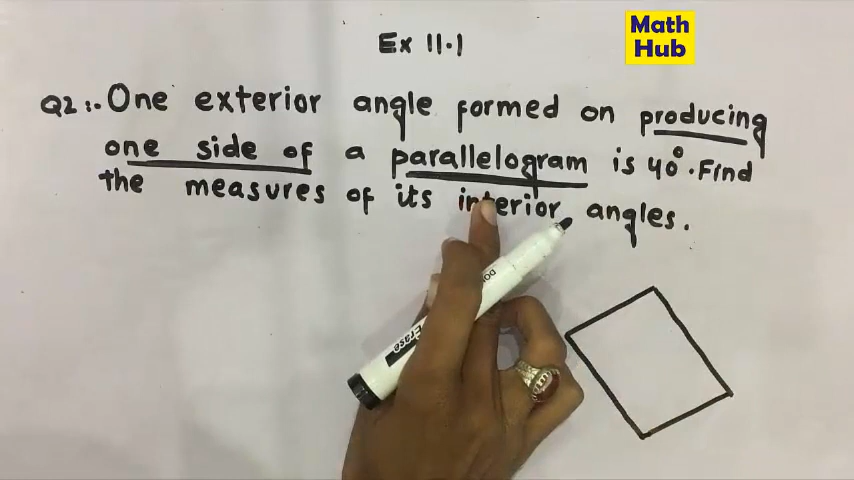 Ex 11.1
Math
Hub
Q2:. One exterior angle formed on producing
one side of a parallelogram is 40°. Find
the measures of its interior angles.
Erase